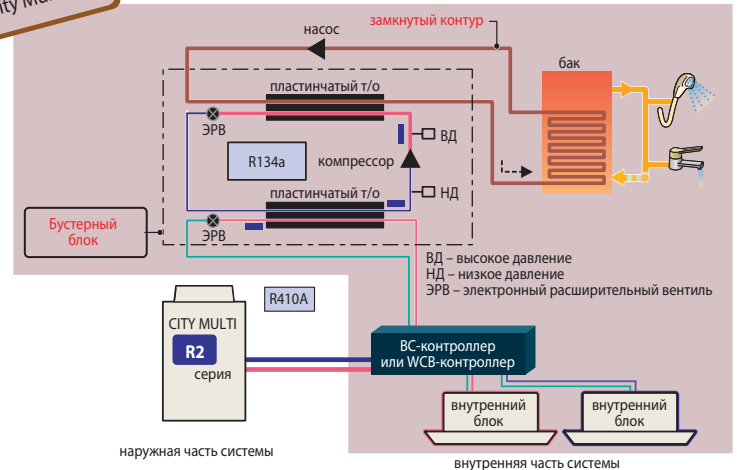 насос
замкнутый контур
бак
пластинчатый т/о
ЭРВ
ВД
R134a
компрессор
пластинчатый т/о
НД
Бустерный
блок
ЭРВ
ВД – высокое давление
НД – низкое давление
ЭРВ – электронный расширительный вентиль
R410A
CITY MULTI
R2
серия
BC-контроллер
или WCB-контроллер
внутренний
блок
внутренний
блок
наружная часть системы
внутренняя часть системы